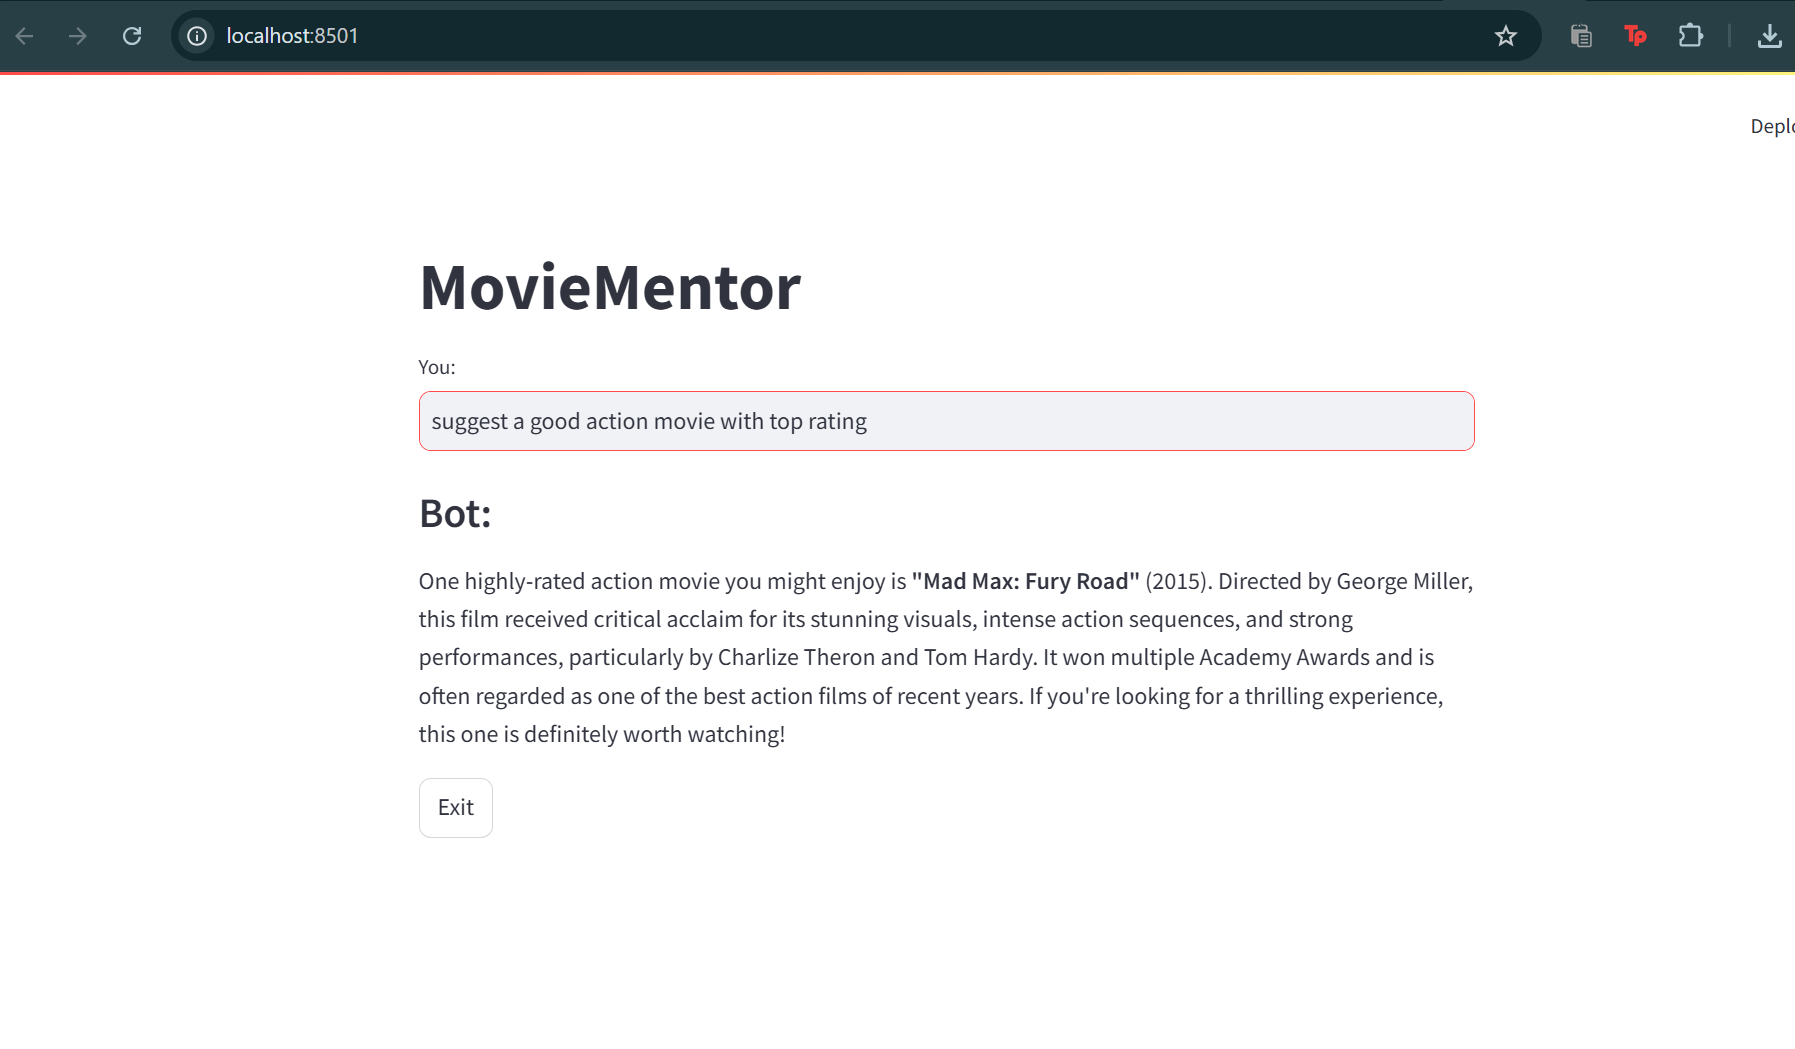 localhost:8501
Tp
Deplo
MovieMentor
You:
suggest a good action movie with top rating
Bot:
One highly-rated action movie you might enjoy is "Mad Max: Fury Road" (2015). Directed by George Miller,
this film received critical acclaim for its stunning visuals, intense action sequences, and strong
performances, particularly by Charlize Theron and Tom Hardy. It won multiple Academy Awards and is
often regarded as one of the best action films of recent years. If you're looking for a thrilling experience,
this one is definitely worth watching!
Exit